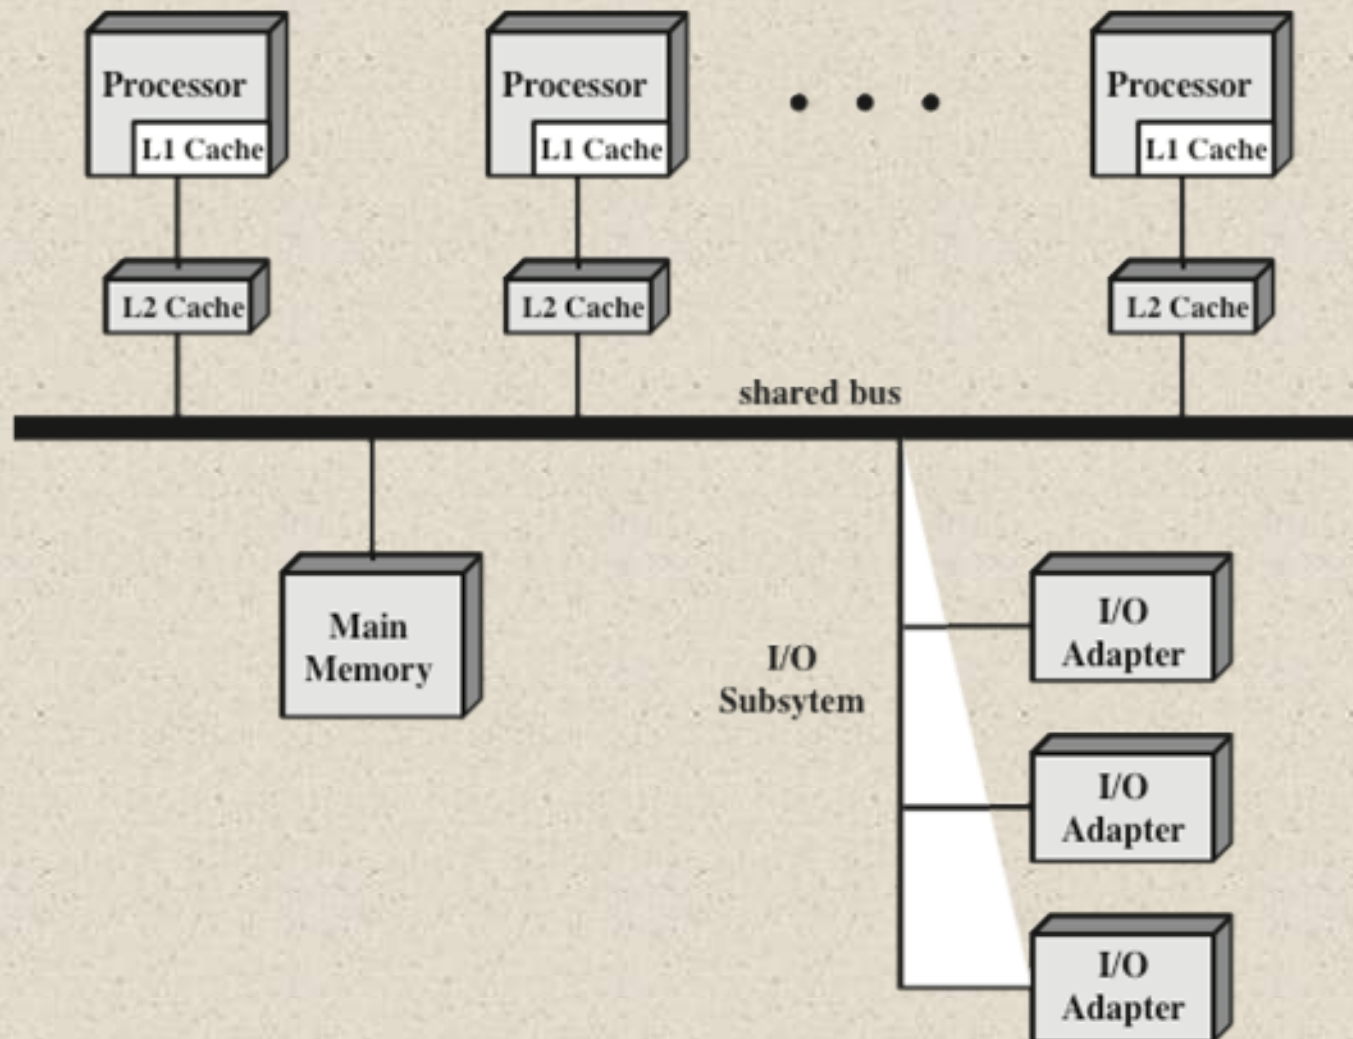 Processor
L1 Cache
L2 Cache
Processor
L1 Cache
L2 Cache
Processor
L1 Cache
L2 Cache
shared bus
Main
Memory
I/O
Subsytem
I/O
Adapter
I/O
Adapter
I/O
Adapter